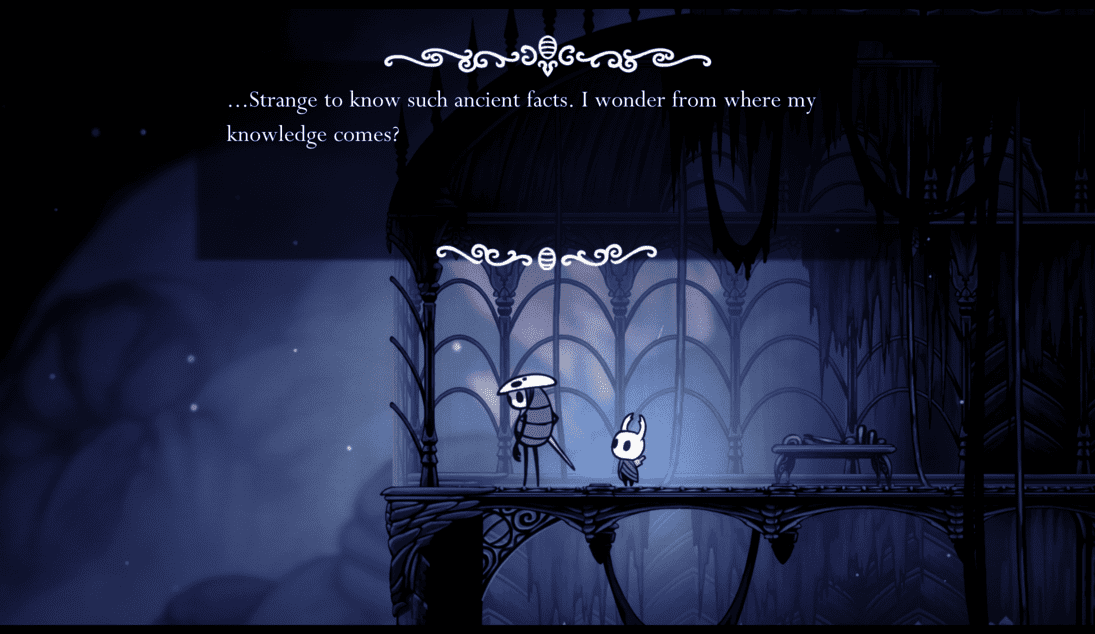 ...Strange to know such ancient facts. I wonder from where my
knowledge comes?